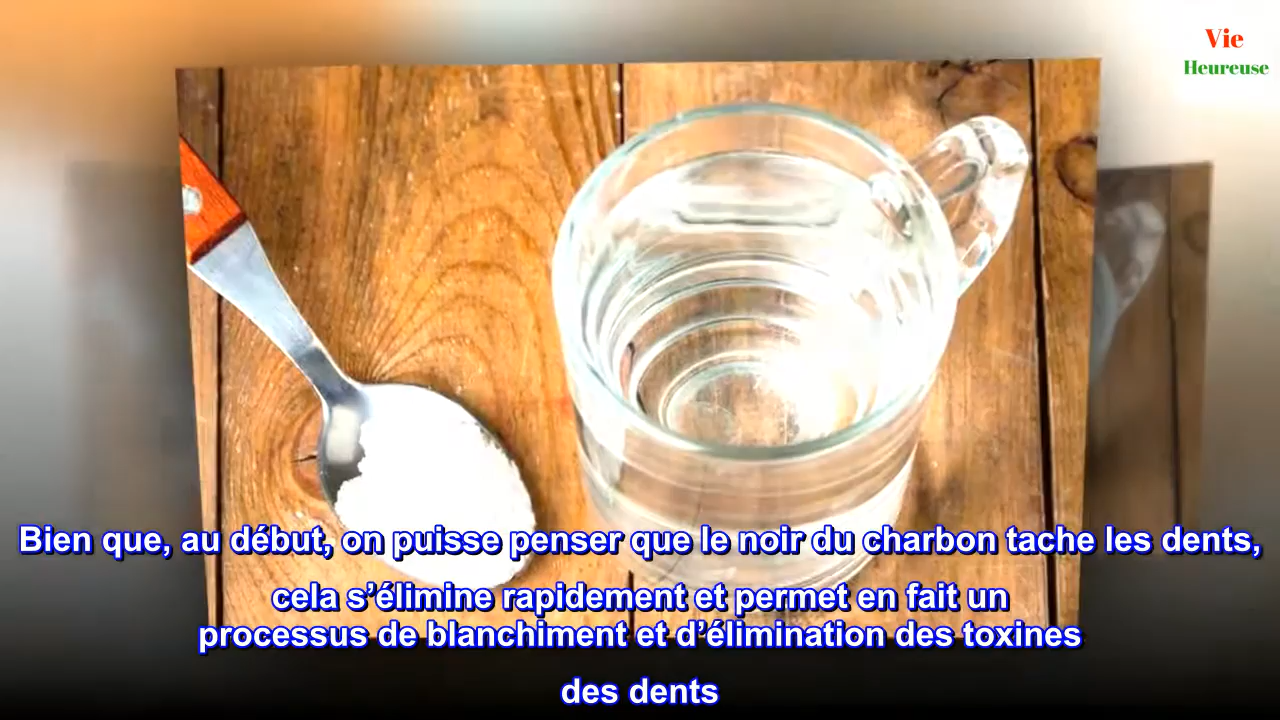 Vie
Heureuse
Bien que, au début, on puisse penser que le noir du charbon tache les dents,
cela s’élimine rapidement et permet en fait un
processus de blanchiment et d’élimination des toxines
des dents